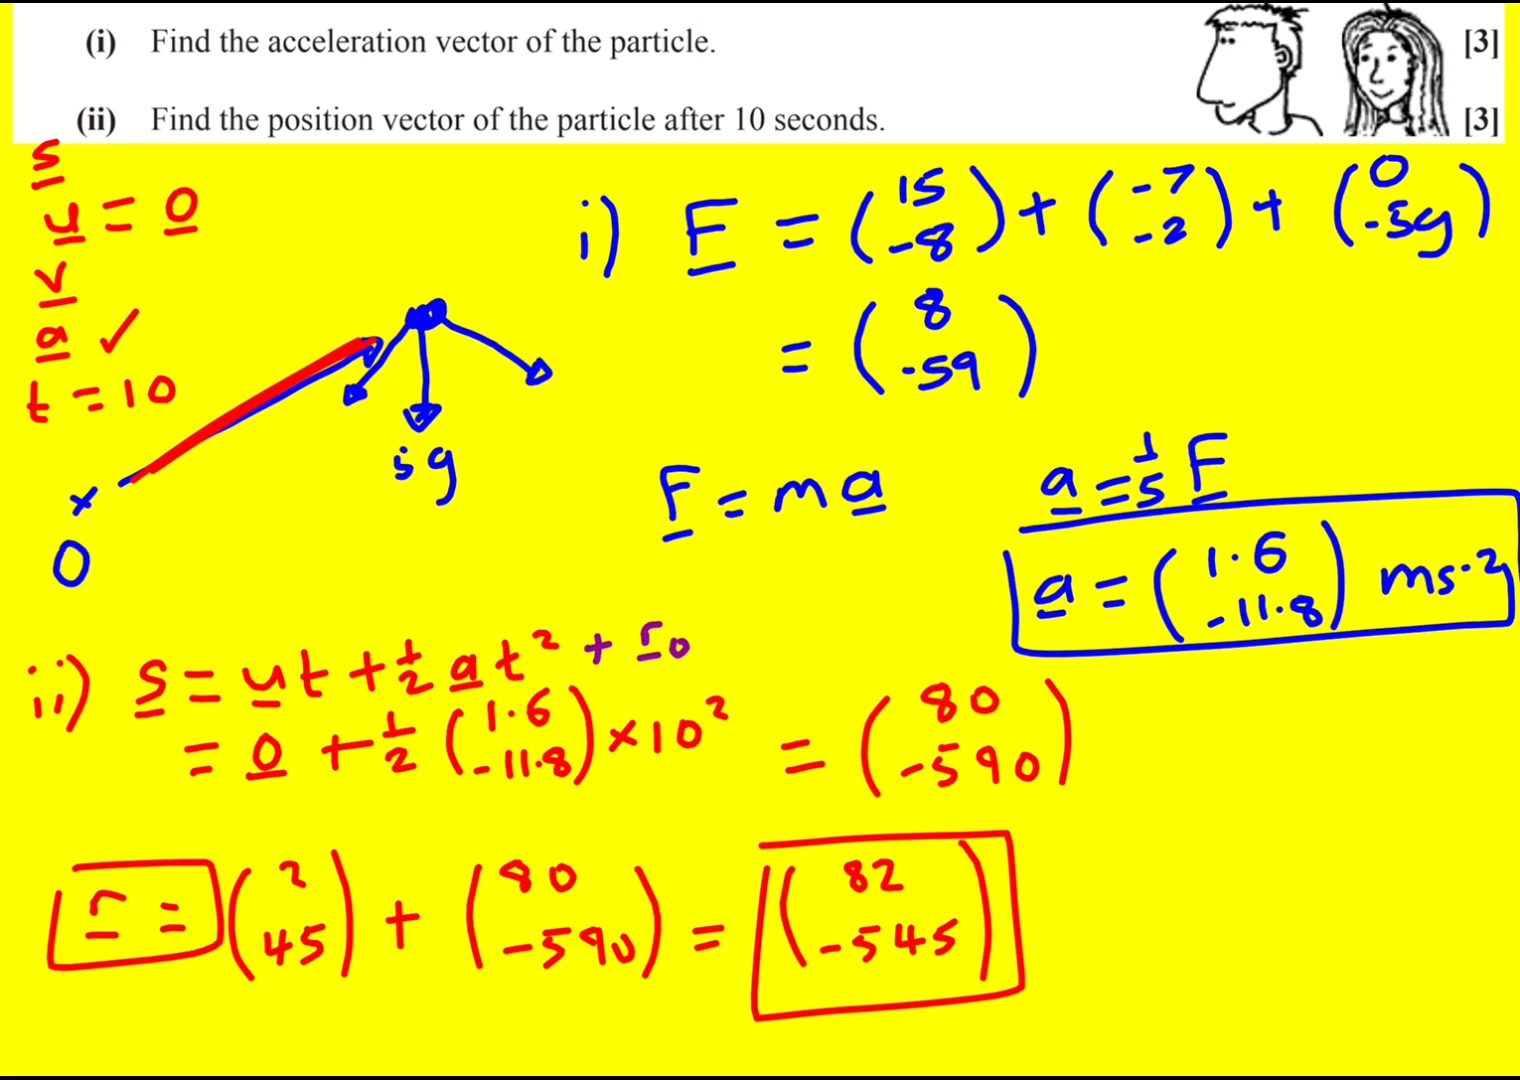 (i) Find the acceleration vector of the particle. [3]
(ii) Find the position vector of the particle after 10 seconds. [3]
s
u = 0
v
a ✓
t = 10
x
O
5g
i) F = (15 -8) + (-7 -2) + (0 -5g)
= (8 -59)
F = ma
a = 1/5 F
a = (1.6 -11.8) ms-2
ii) s = ut + 1/2 at² + r0
= 0 + 1/2 (1.6 -11.8) × 10² = (80 -590)
r = (2 45) + (80 -590) = (82 -545)